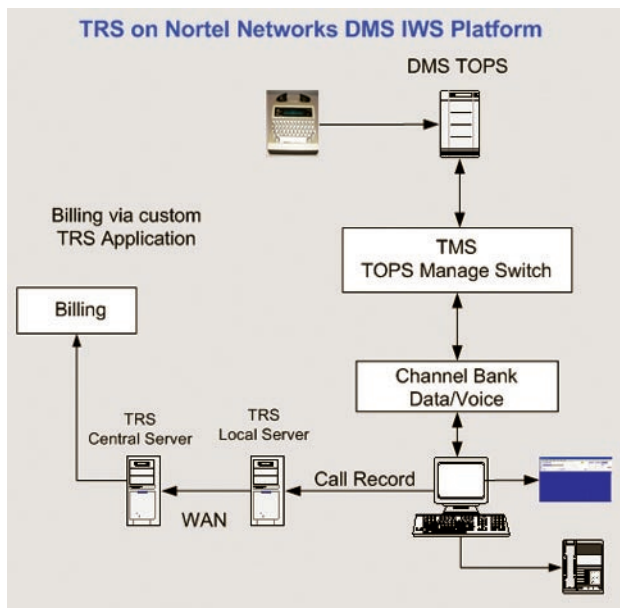 TRS on Nortel Networks DMS IWS Platform
DMS TOPS
Billing via custom
TRS Application
TMS
TOPS Manage Switch
Billing
Channel Bank
Data/Voice
TRS
Central Server
TRS
Local Server
Call Record
WAN